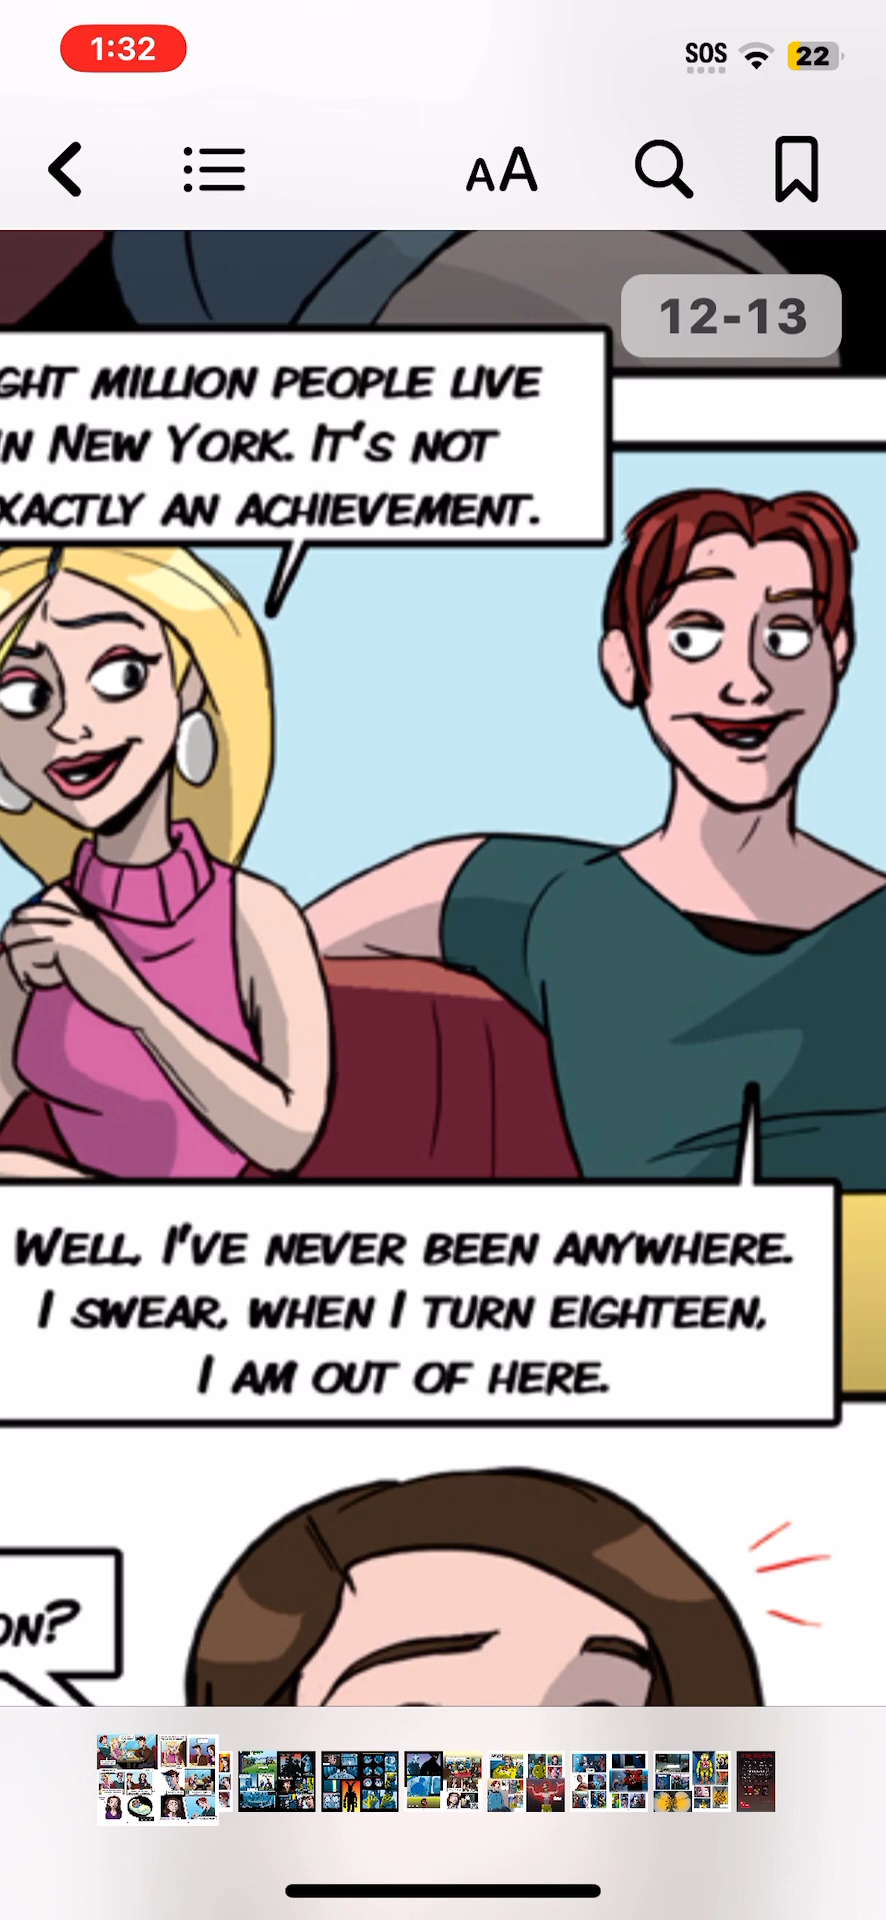 1:32
SOS
22
AA
12-13
GHT MILLION PEOPLE LIVE
IN NEW YORK. IT'S NOT
XACTLY AN ACHIEVEMENT.
WELL, I'VE NEVER BEEN ANYWHERE.
I SWEAR, WHEN I TURN EIGHTEEN,
I AM OUT OF HERE.
ON?